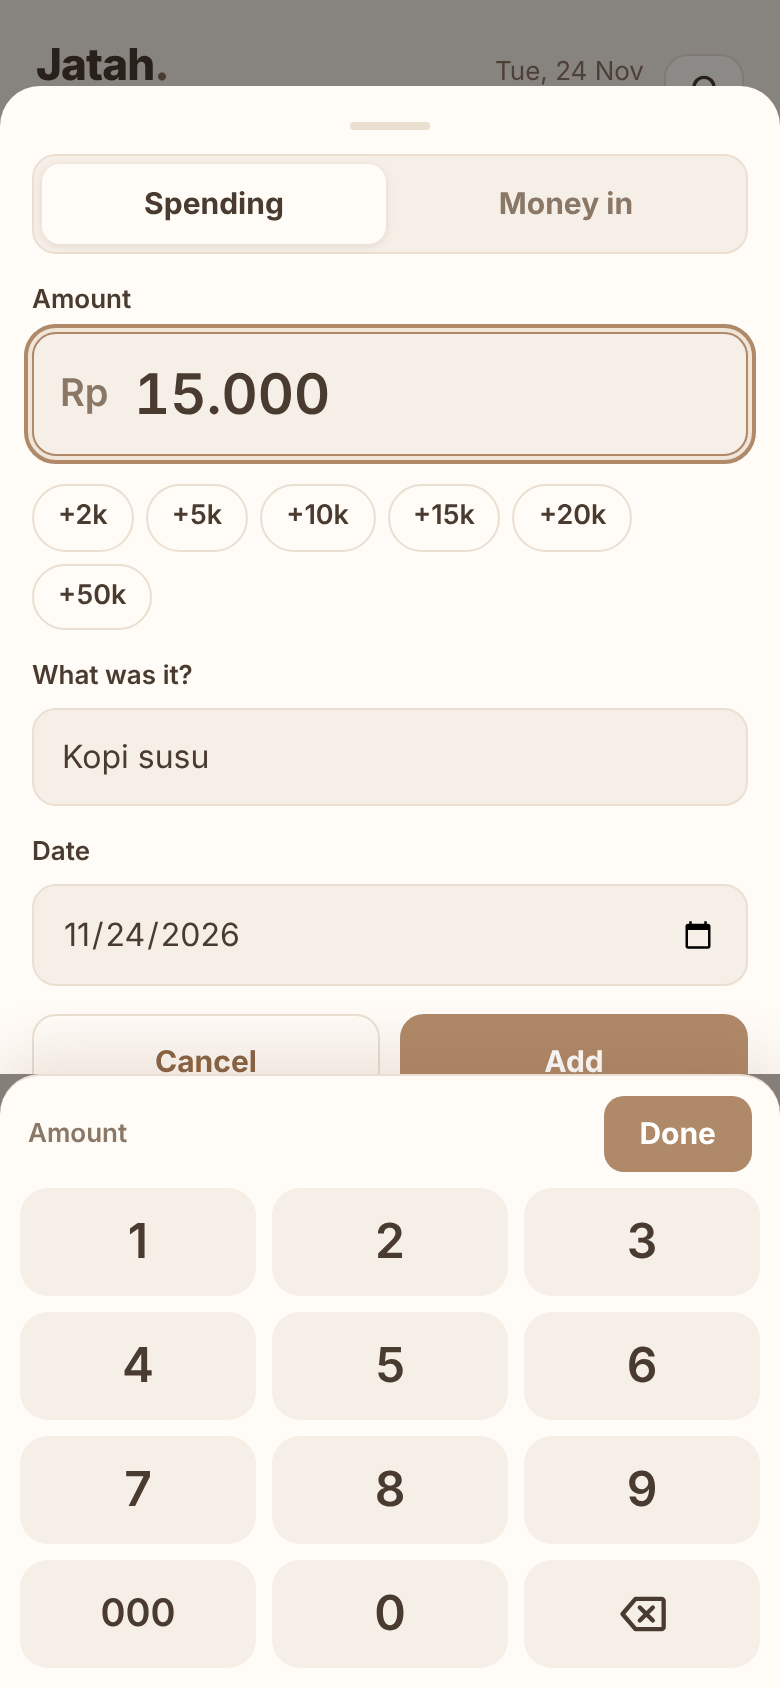 Jatah.
Tue, 24 Nov
Spending
Money in
Amount
Rp 15.000
+2k
+5k
+10k
+15k
+20k
+50k
What was it?
Kopi susu
Date
11/24/2026
Cancel
Add
Amount
Done
1
2
3
4
5
6
7
8
9
000
0